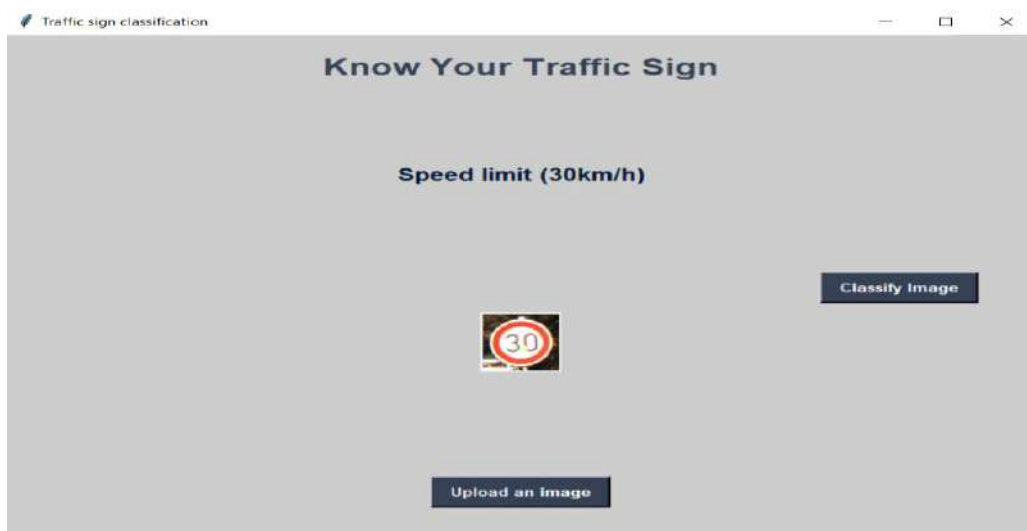 Traffic sign classification
Know Your Traffic Sign
Speed limit (30km/h)
Classify Image
30
Upload an image